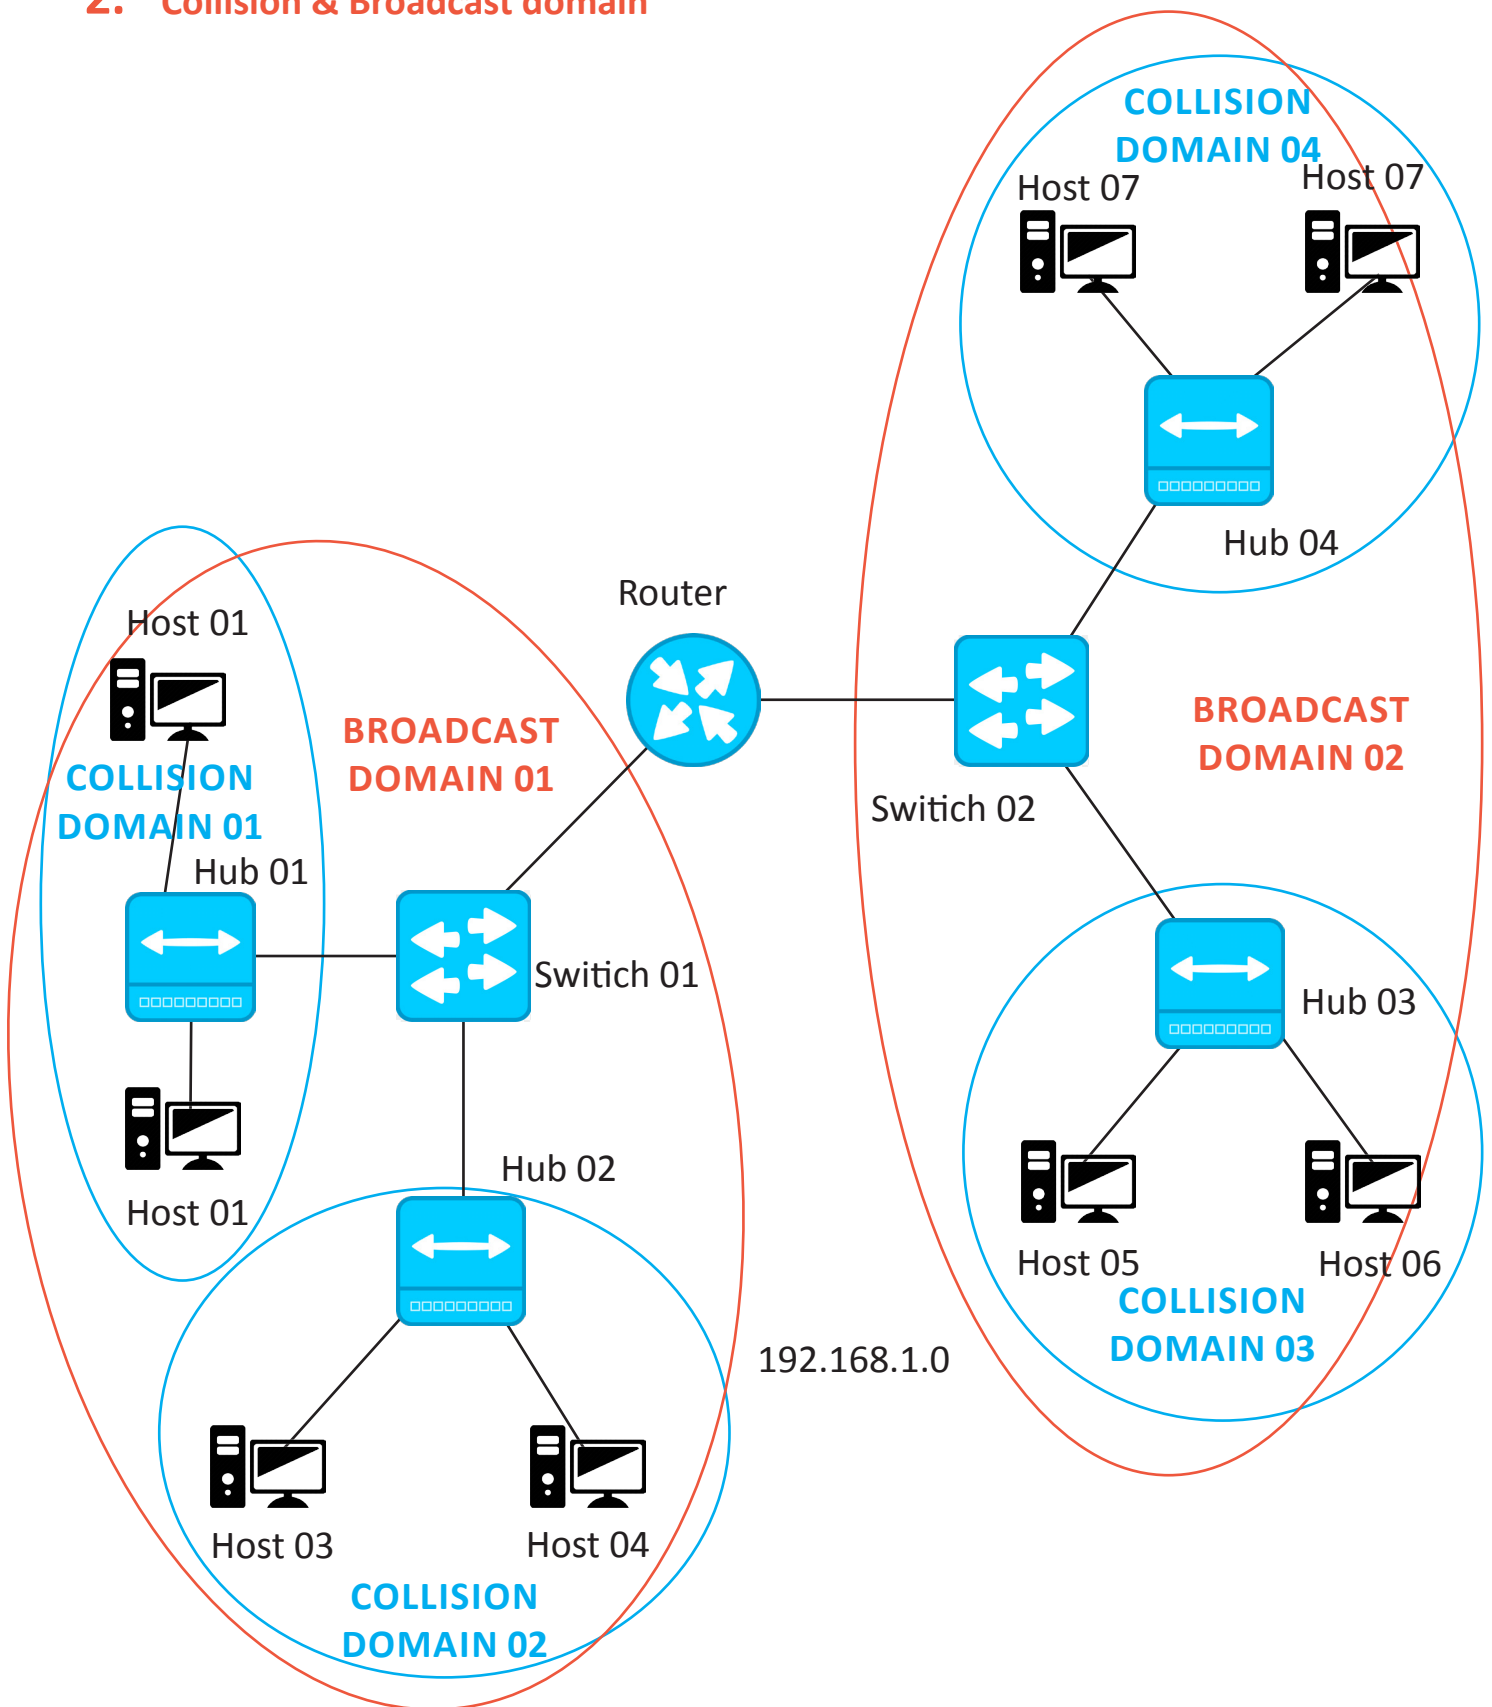 2. Collision & Broadcast domain
COLLISION
DOMAIN 04
Host 07
Host 07
Hub 04
Router
Host 01
BROADCAST
DOMAIN 01
BROADCAST
DOMAIN 02
COLLISION
DOMAIN 01
Switich 02
Hub 01
Switich 01
Hub 03
Hub 02
Host 01
Host 05
Host 06
COLLISION
DOMAIN 03
192.168.1.0
Host 03
Host 04
COLLISION
DOMAIN 02